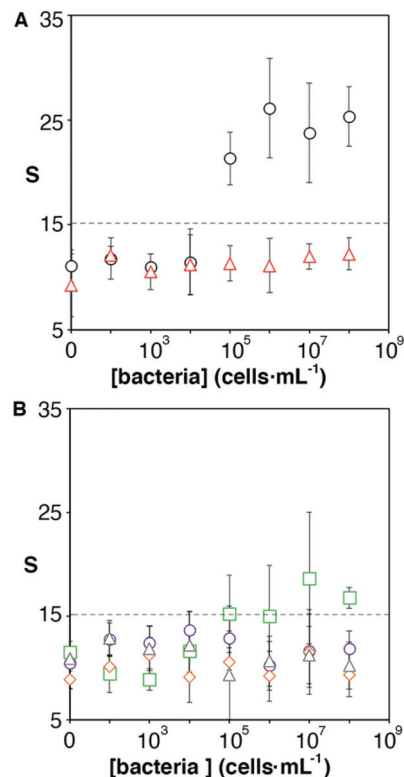 A
35
25
S
15
5
0 10³ 10⁵ 10⁷ 10⁹
[bacteria] (cells·mL⁻¹)
B
35
25
S
15
5
0 10³ 10⁵ 10⁷ 10⁹
[bacteria ] (cells·mL⁻¹)